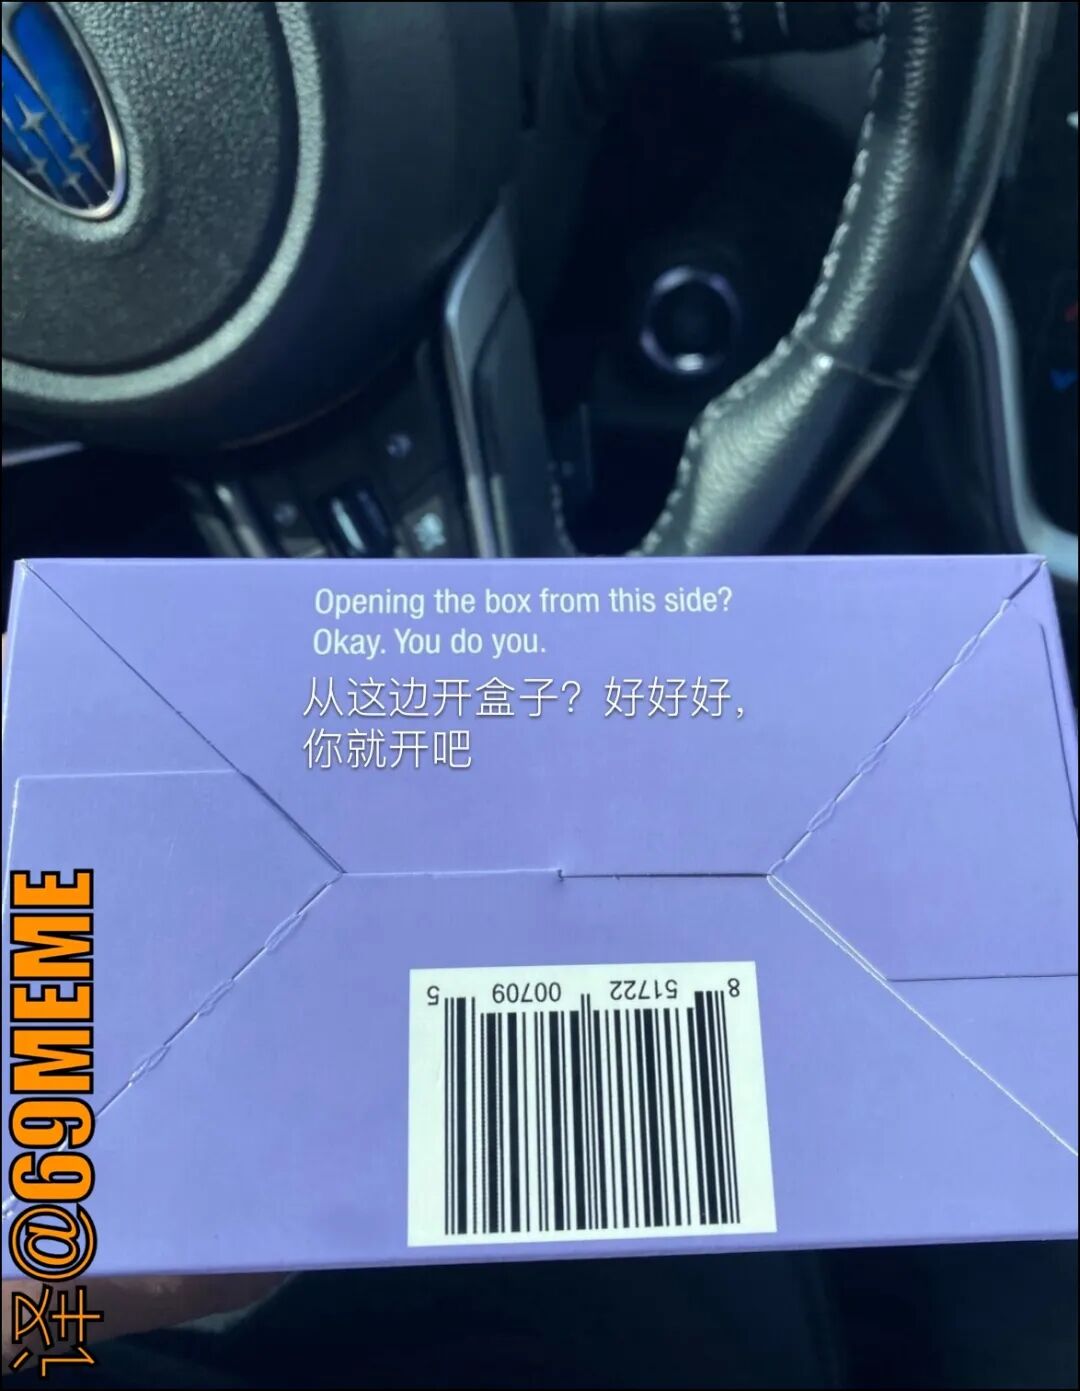 Opening the box from this side?
Okay. You do you.
从这边开盒子？好好好，
你就开吧
8 51722 00709 5
译@69MEME